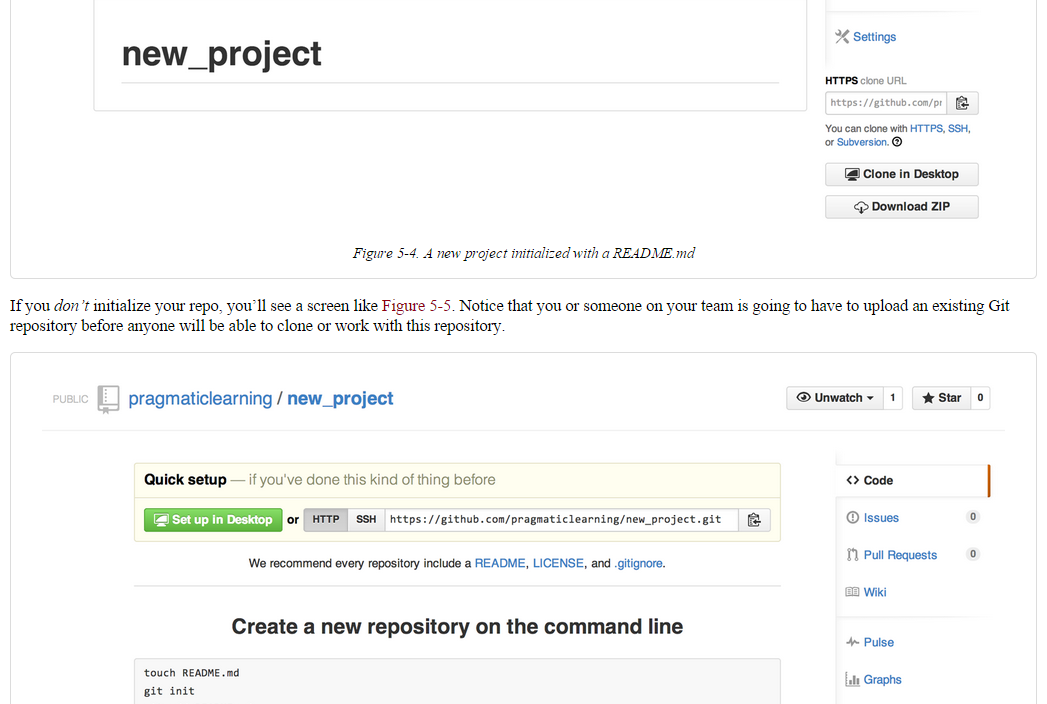 new_project
Settings
HTTPS clone URL
https://github.com/pr
You can clone with HTTPS, SSH,
or Subversion.
Clone in Desktop
Download ZIP
Figure 5-4. A new project initialized with a README.md
If you don't initialize your repo, you'll see a screen like Figure 5-5. Notice that you or someone on your team is going to have to upload an existing Git
repository before anyone will be able to clone or work with this repository.
PUBLIC pragmaticlearning / new_project
Unwatch 1 Star 0
Quick setup — if you've done this kind of thing before
Set up in Desktop or HTTP SSH https://github.com/pragmaticlearning/new_project.git
We recommend every repository include a README, LICENSE, and .gitignore.
Create a new repository on the command line
touch README.md
git init
Code
Issues 0
Pull Requests 0
Wiki
Pulse
Graphs